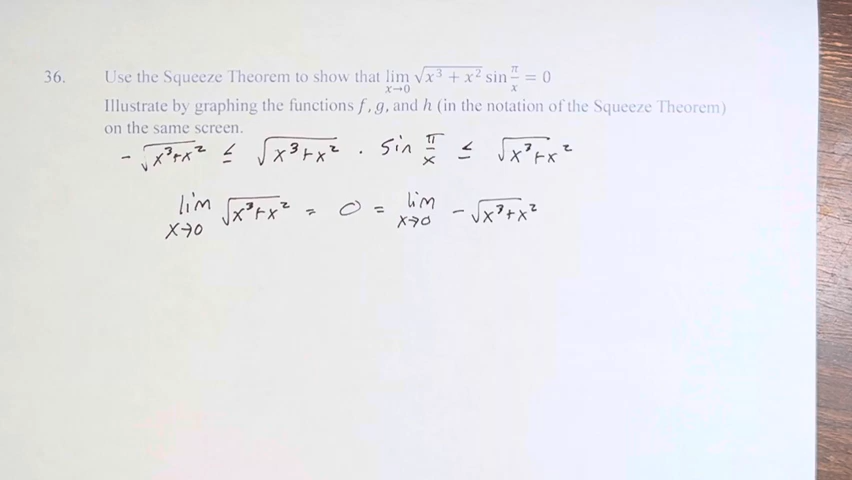 36. Use the Squeeze Theorem to show that lim x→0 √(x³ + x²) sin π/x = 0
Illustrate by graphing the functions f, g, and h (in the notation of the Squeeze Theorem)
on the same screen.
- √(x³+x²) ≤ √(x³+x²) · sin π/x ≤ √(x³+x²)
lim x→0 √(x³+x²) = 0 = lim x→0 - √(x³+x²)